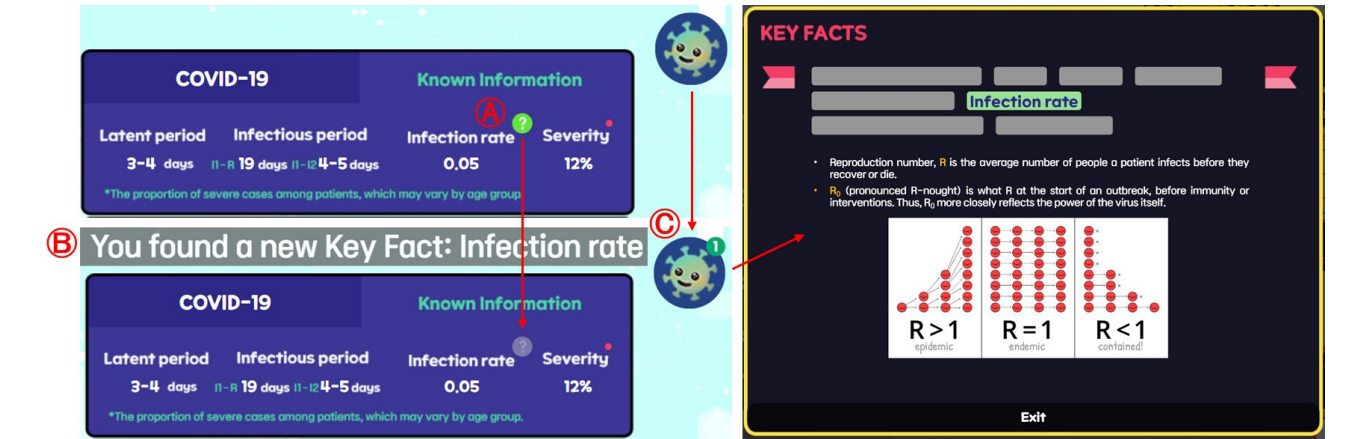 COVID-19
Known Information
Ⓐ
?
Latent period Infectious period Infection rate Severity
3-4 days I1-R 19 days I1-I2 4-5 days 0.05 12%
*The proportion of severe cases among patients, which may vary by age group.
Ⓑ You found a new Key Fact: Infection rate
Ⓒ
1
COVID-19
Known Information
?
Latent period Infectious period Infection rate Severity
3-4 days I1-R 19 days I1-I2 4-5 days 0.05 12%
*The proportion of severe cases among patients, which may vary by age group.
KEY FACTS
Infection rate
• Reproduction number, R is the average number of people a patient infects before they
recover or die.
• R0 (pronounced R-nought) is what R at the start of an outbreak, before immunity or
interventions. Thus, R0 more closely reflects the power of the virus itself.
R > 1 R = 1 R < 1
epidemic endemic contained!
Exit